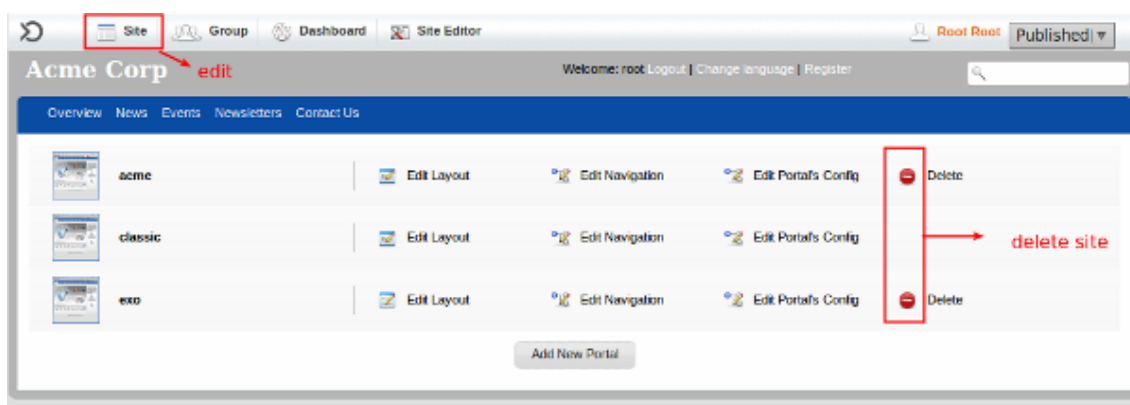 Site Group Dashboard Site Editor Root Root Published
edit
Acme Corp Welcome: root Logout | Change language | Register
Overview News Events Newsletters Contact Us
acme Edit Layout Edit Navigation Edit Portal's Config Delete
classic Edit Layout Edit Navigation Edit Portal's Config
delete site
exo Edit Layout Edit Navigation Edit Portal's Config Delete
Add New Portal